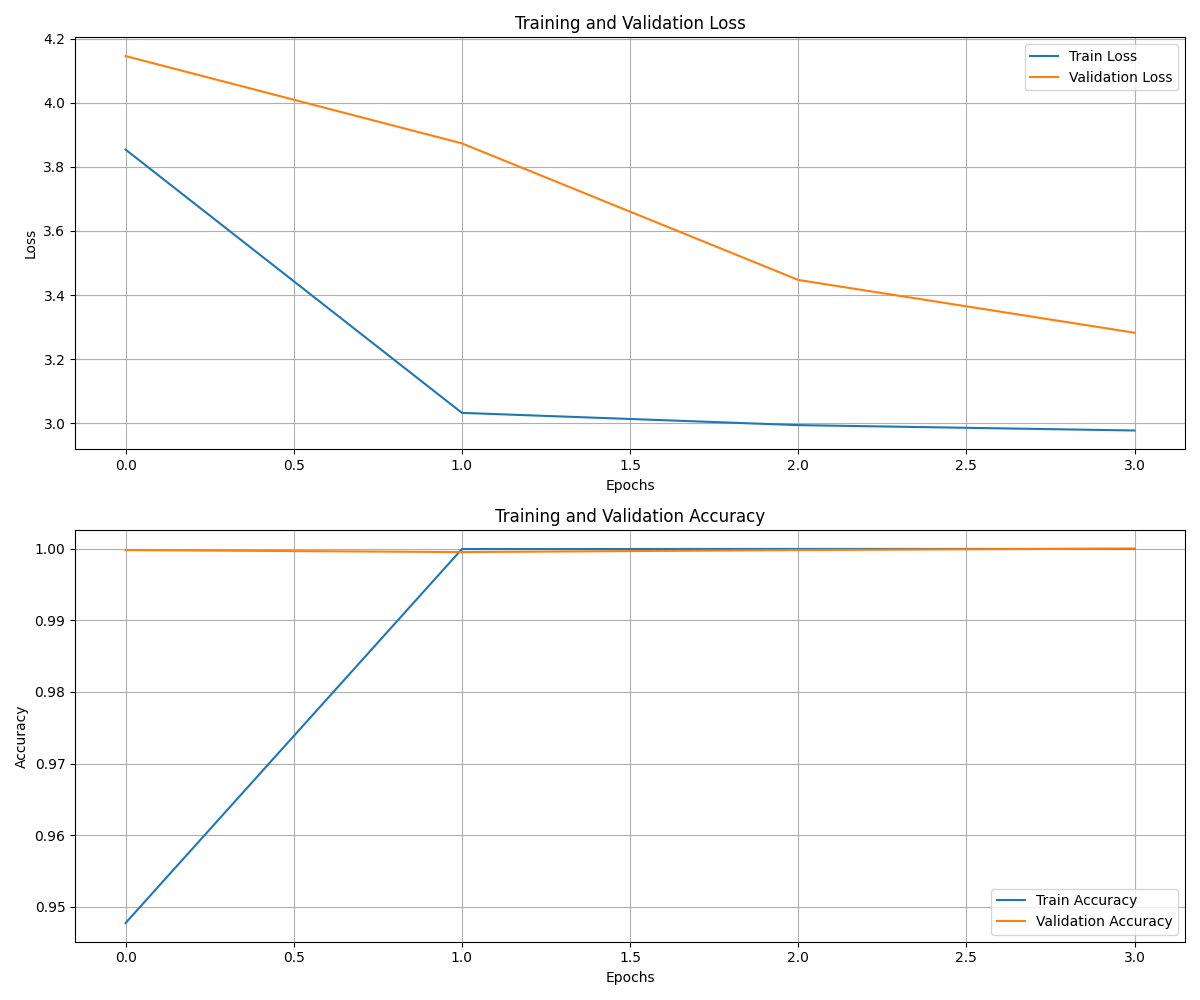 Training and Validation Loss
4.2
4.0
3.8
3.6
3.4
3.2
3.0
Loss
Train Loss
Validation Loss
0.0 0.5 1.0 1.5 2.0 2.5 3.0
Epochs
Training and Validation Accuracy
1.00
0.99
0.98
0.97
0.96
0.95
Accuracy
Train Accuracy
Validation Accuracy
0.0 0.5 1.0 1.5 2.0 2.5 3.0
Epochs